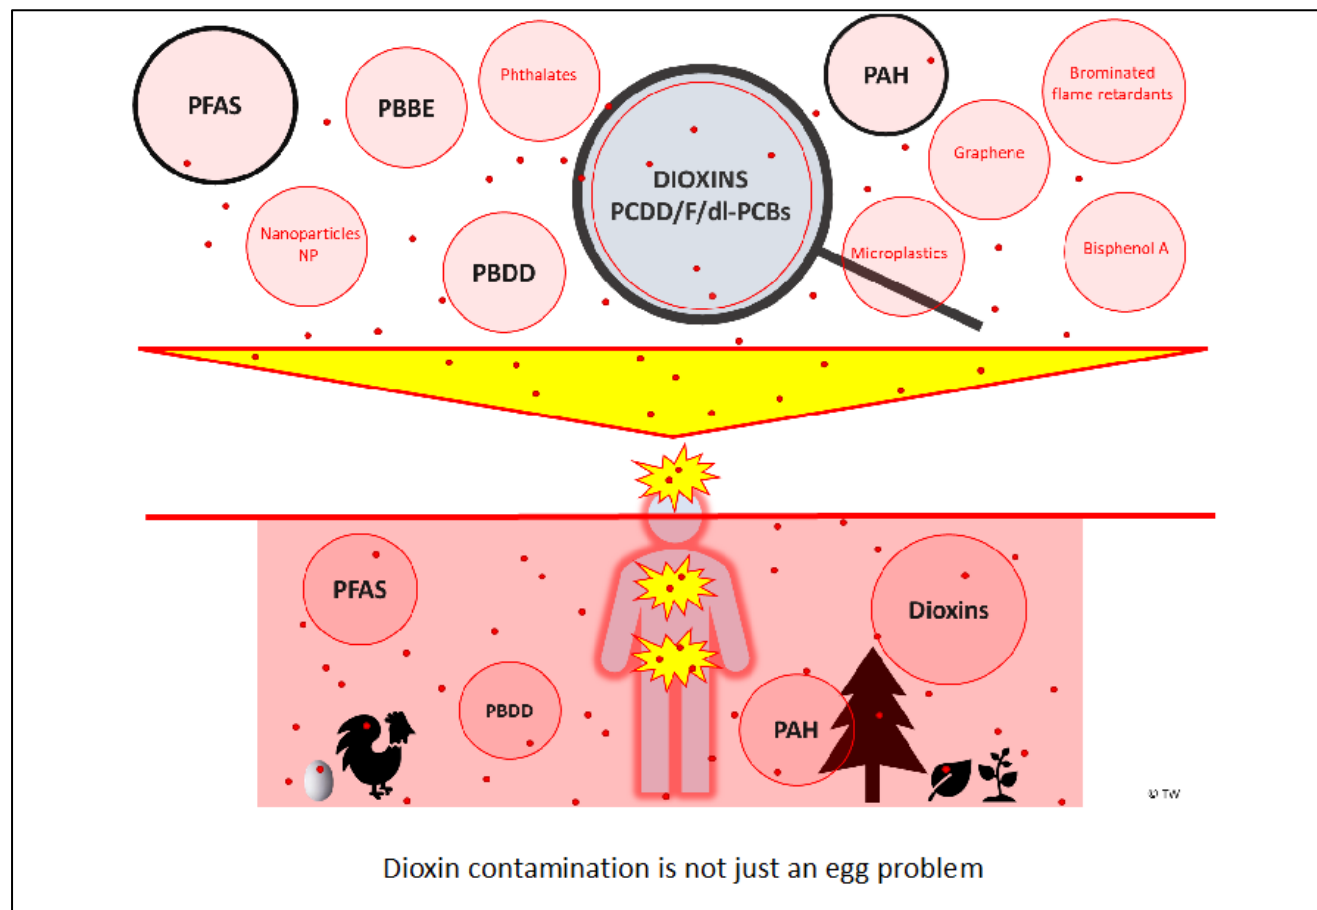 PFAS
PBBE
Phthalates
DIOXINS
PCDD/F/dl-PCBs
PAH
Brominated
flame retardants
Graphene
Nanoparticles
NP
PBDD
Microplastics
Bisphenol A
PFAS
Dioxins
PBDD
PAH
© TW
Dioxin contamination is not just an egg problem